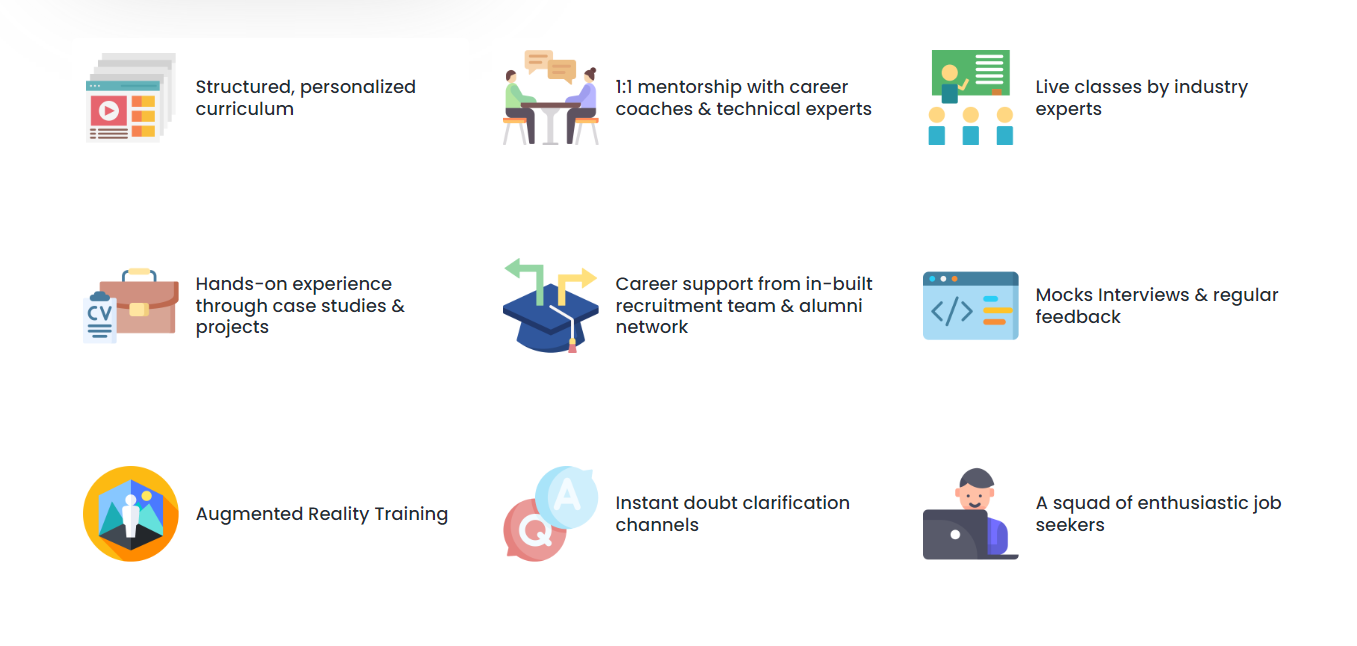 Structured, personalized
curriculum
1:1 mentorship with career
coaches & technical experts
Live classes by industry
experts
CV
Hands-on experience
through case studies &
projects
Career support from in-built
recruitment team & alumni
network
</>
Mocks Interviews & regular
feedback
Augmented Reality Training
Q
A
Instant doubt clarification
channels
A squad of enthusiastic job
seekers